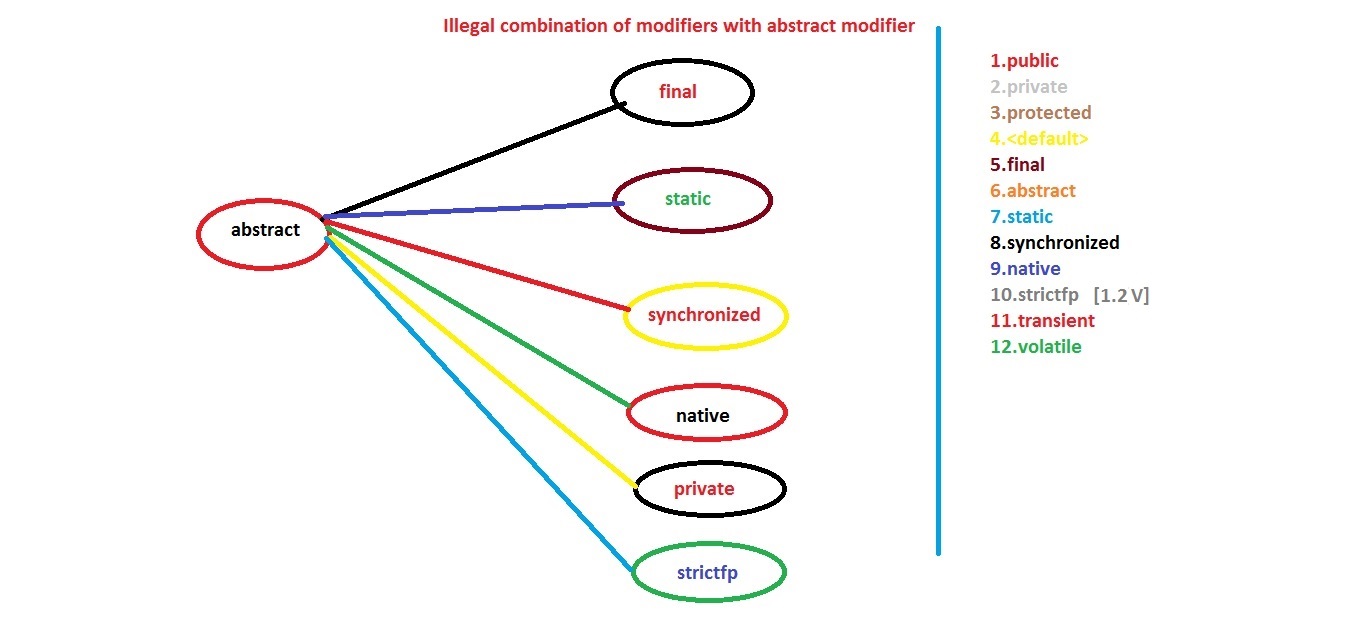 Illegal combination of modifiers with abstract modifier
final
static
abstract
synchronized
native
private
strictfp
1.public
2.private
3.protected
4.<default>
5.final
6.abstract
7.static
8.synchronized
9.native
10.strictfp [1.2 V]
11.transient
12.volatile